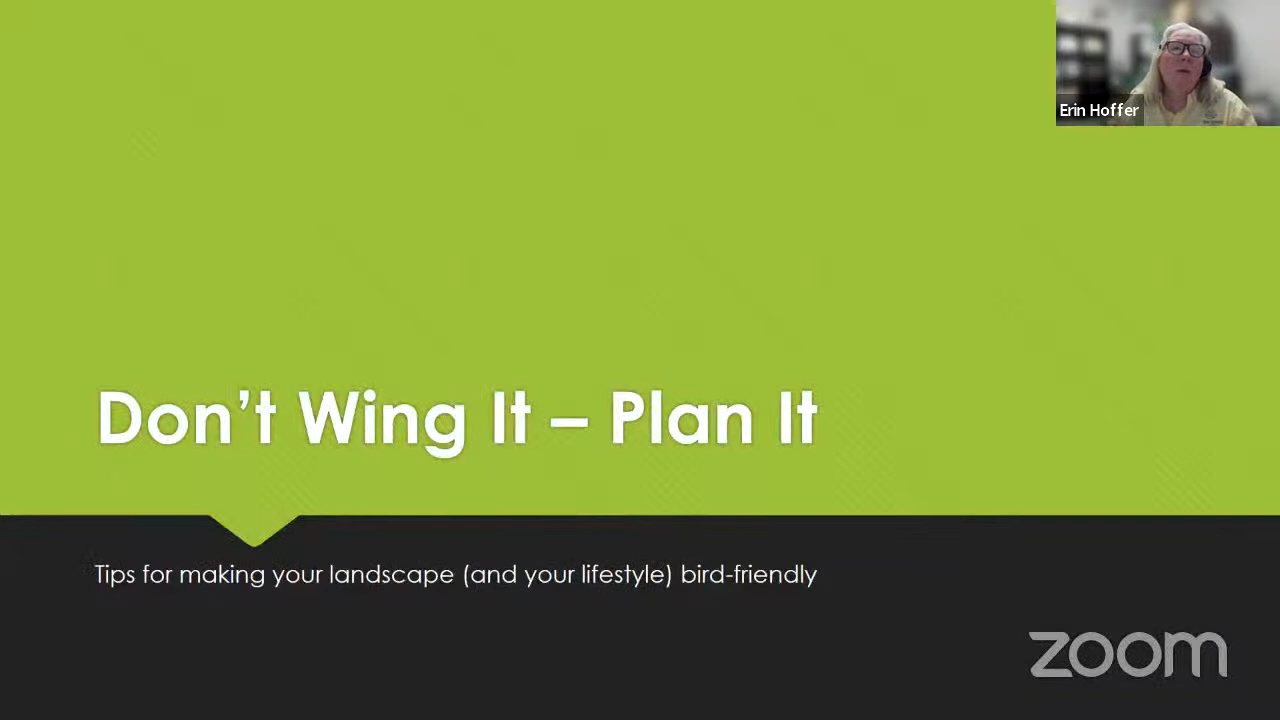 Erin Hoffer
Don't Wing It – Plan It
Tips for making your landscape (and your lifestyle) bird-friendly
zoom